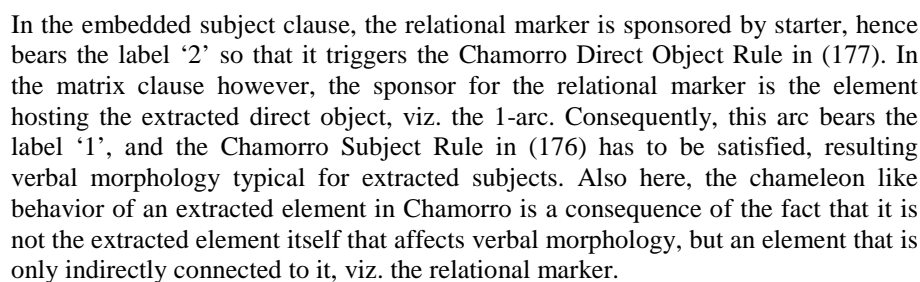 In the embedded subject clause, the relational marker is sponsored by starter, hence
bears the label ‘2’ so that it triggers the Chamorro Direct Object Rule in (177). In
the matrix clause however, the sponsor for the relational marker is the element
hosting the extracted direct object, viz. the 1-arc. Consequently, this arc bears the
label ‘1’, and the Chamorro Subject Rule in (176) has to be satisfied, resulting
verbal morphology typical for extracted subjects. Also here, the chameleon like
behavior of an extracted element in Chamorro is a consequence of the fact that it is
not the extracted element itself that affects verbal morphology, but an element that is
only indirectly connected to it, viz. the relational marker.